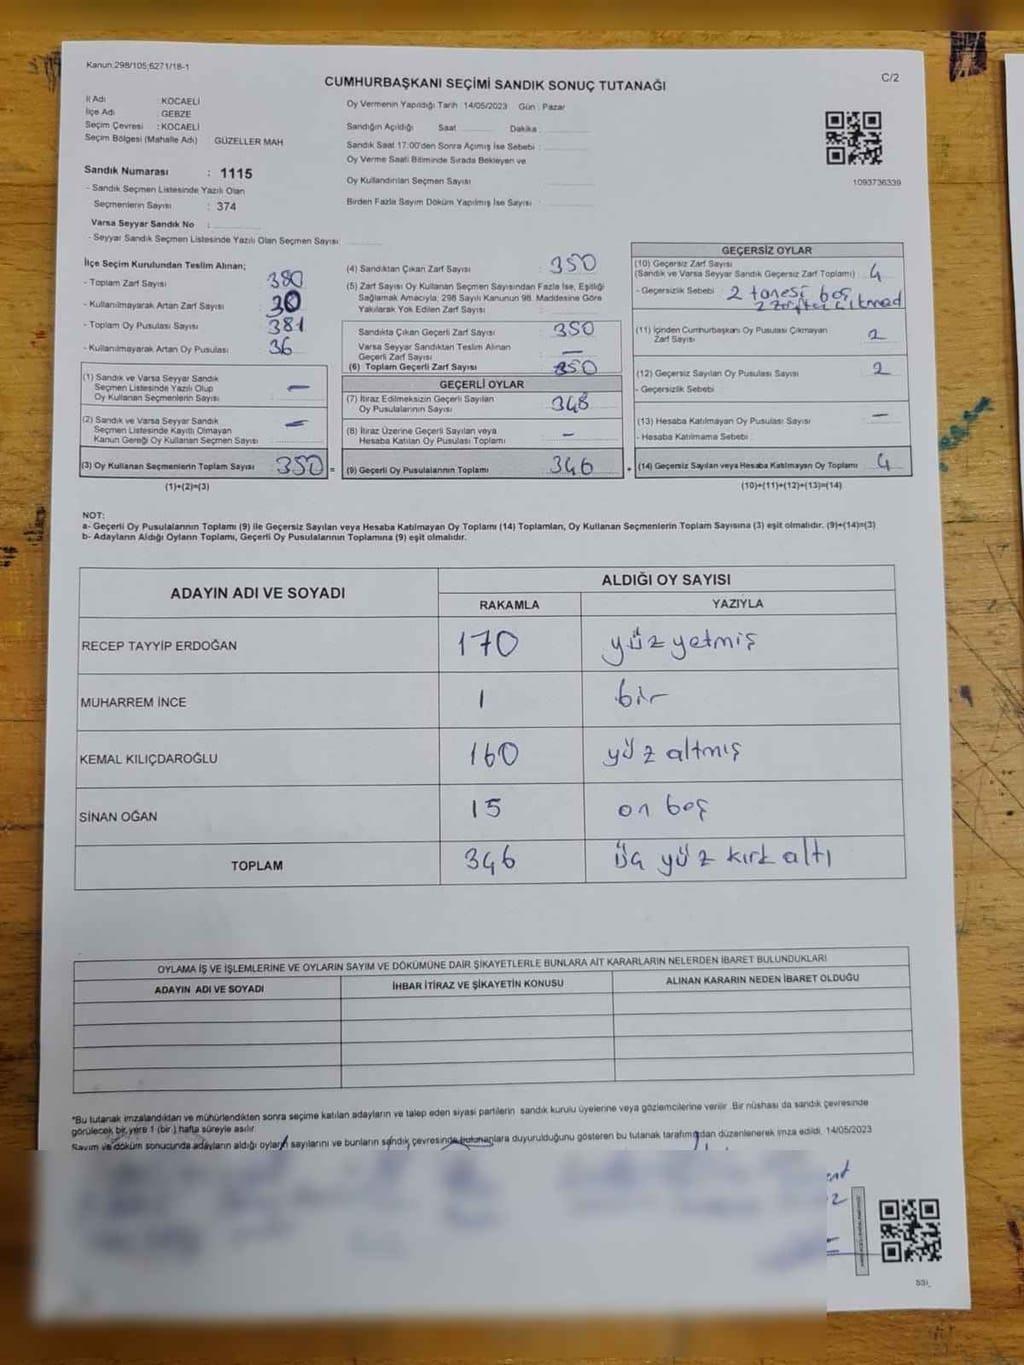 Kanun:298/105;6271/18-1
C/2
CUMHURBAŞKANI SEÇİMİ SANDIK SONUÇ TUTANAĞI
İl Adı : KOCAELİ
İlçe Adı : GEBZE
Seçim Çevresi : KOCAELİ
Seçim Bölgesi (Mahalle Adı) GÜZELLER MAH
Sandık Numarası : 1115
- Sandık Seçmen Listesinde Yazılı Olan
Seçmenlerin Sayısı : 374
Varsa Seyyar Sandık No :
- Seyyar Sandık Seçmen Listesinde Yazılı Olan Seçmen Sayısı
Oy Vermenin Yapıldığı Tarih 14/05/2023 Gün : Pazar
Sandığın Açıldığı Saat Dakika
Sandık Saat 17:00'den Sonra Açımış İse Sebebi :
Oy Verme Saati Bitiminde Sırada Bekleyen ve
Oy Kullandırılan Seçmen Sayısı
Birden Fazla Sayım Döküm Yapılmış İse Sayısı :
1093736339
İlçe Seçim Kurulundan Teslim Alınan;
- Toplam Zarf Sayısı 380
- Kullanılmayarak Artan Zarf Sayısı 30
- Toplam Oy Pusulası Sayısı 381
- Kullanılmayarak Artan Oy Pusulası 36
(1) Sandık ve Varsa Seyyar Sandık
Seçmen Listesinde Yazılı Olup
Oy Kullanan Seçmenlerin Sayısı : —
(2) Sandık ve Varsa Seyyar Sandık
Seçmen Listesinde Kayıtlı Olmayan
Kanun Gereği Oy Kullanan Seçmen Sayısı : —
(3) Oy Kullanan Seçmenlerin Toplam Sayısı 350 =
(1)+(2)=(3)
(4) Sandıktan Çıkan Zarf Sayısı : 350
(5) Zarf Sayısı Oy Kullanan Seçmen Sayısından Fazla İse, Eşitliği
Sağlamak Amacıyla, 298 Sayılı Kanunun 98. Maddesine Göre
Yakılarak Yok Edilen Zarf Sayısı :
Sandıkta Çıkan Geçerli Zarf Sayısı 350
Varsa Seyyar Sandıktan Teslim Alınan
Geçerli Zarf Sayısı —
(6) Toplam Geçerli Zarf Sayısı 350
GEÇERLİ OYLAR
(7) İtiraz Edilmeksizin Geçerli Sayılan
Oy Pusulalarının Sayısı : 348
(8) İtiraz Üzerine Geçerli Sayılan veya
Hesaba Katılan Oy Pusulası Toplamı : —
(9) Geçerli Oy Pusulalarının Toplamı : 346 +
GEÇERSİZ OYLAR
(10) Geçersiz Zarf Sayısı
(Sandık ve Varsa Seyyar Sandık Geçersiz Zarf Toplamı) 4
- Geçersizlik Sebebi : 2 tanesi boş
(11) İçinden Cumhurbaşkanı Oy Pusulası Çıkmayan
Zarf Sayısı 2
(12) Geçersiz Sayılan Oy Pusulası Sayısı : 2
- Geçersizlik Sebebi
(13) Hesaba Katılmayan Oy Pusulası Sayısı : —
- Hesaba Katılmama Sebebi :
(14) Geçersiz Sayılan veya Hesaba Katılmayan Oy Toplamı : 4
(10)+(11)+(12)+(13)=(14)
NOT:
a- Geçerli Oy Pusulalarının Toplamı (9) ile Geçersiz Sayılan veya Hesaba Katılmayan Oy Toplamı (14) Toplamları, Oy Kullanan Seçmenlerin Toplam Sayısına (3) eşit olmalıdır. (9)+(14)=(3)
b- Adayların Aldığı Oyların Toplamı, Geçerli Oy Pusulalarının Toplamına (9) eşit olmalıdır.
ADAYIN ADI VE SOYADI ALDIĞI OY SAYISI
RAKAMLA YAZIYLA
RECEP TAYYİP ERDOĞAN 170 yüz yetmiş
MUHARREM İNCE 1 bir
KEMAL KILIÇDAROĞLU 160 yüz altmış
SİNAN OĞAN 15 on beş
TOPLAM 346 üç yüz kırk altı
OYLAMA İŞ VE İŞLEMLERİNE VE OYLARIN SAYIM VE DÖKÜMÜNE DAİR ŞİKAYETLERLE BUNLARA AİT KARARLARIN NELERDEN İBARET BULUNDUKLARI
ADAYIN ADI VE SOYADI İHBAR İTİRAZ VE ŞİKAYETİN KONUSU ALINAN KARARIN NEDEN İBARET OLDUĞU
*Bu tutanak imzalandıktan ve mühürlendikten sonra seçime katılan adayların ve talep eden siyasi partilerin sandık kurulu üyelerine veya gözlemcilerine verilir. Bir nüshası da sandık çevresinde
görülecek bir yere 1 (bir ) hafta süreyle asılır.
Sayım ve döküm sonucunda adayların aldığı oyların sayılarını ve bunların sandık çevresinde bulunanlara duyurulduğunu gösteren bu tutanak tarafımızdan düzenlenerek imza edildi. 14/05/2023